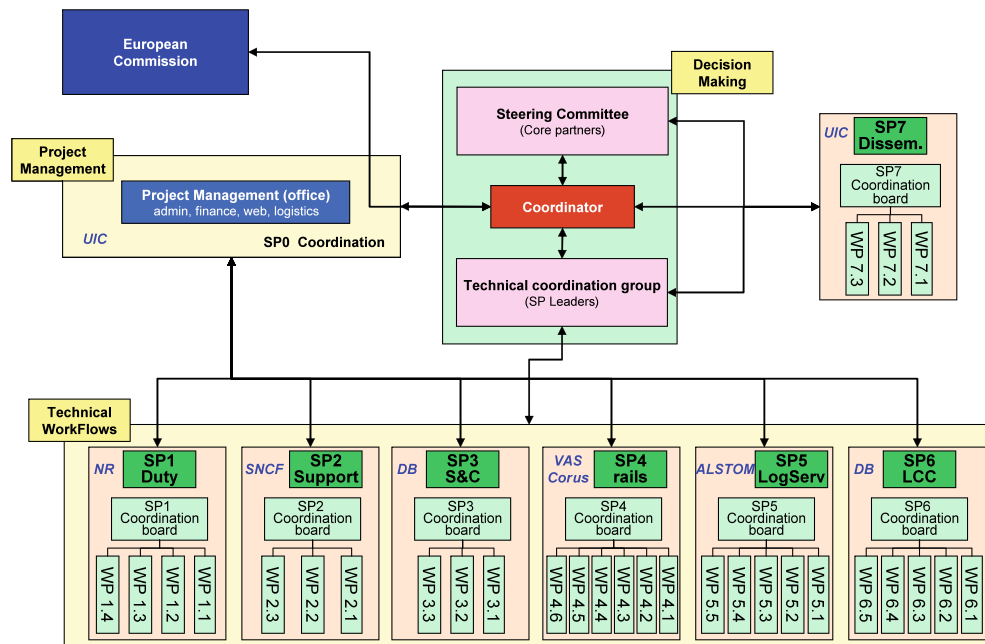 European
Commission
Decision
Making
Steering Committee
(Core partners)
Coordinator
Technical coordination group
(SP Leaders)
Project
Management
Project Management (office)
admin, finance, web, logistics
UIC
SP0 Coordination
UIC
SP7
Dissem.
SP7
Coordination
board
WP 7.3
WP 7.2
WP 7.1
Technical
WorkFlows
NR
SP1
Duty
SP1
Coordination
board
WP 1.4
WP 1.3
WP 1.2
WP 1.1
SNCF
SP2
Support
SP2
Coordination
board
WP 2.3
WP 2.2
WP 2.1
DB
SP3
S&C
SP3
Coordination
board
WP 3.3
WP 3.2
WP 3.1
VAS
Corus
SP4
rails
SP4
Coordination
board
WP 4.6
WP 4.5
WP 4.4
WP 4.3
WP 4.2
WP 4.1
ALSTOM
SP5
LogServ
SP5
Coordination
board
WP 5.5
WP 5.4
WP 5.3
WP 5.2
WP 5.1
DB
SP6
LCC
SP6
Coordination
board
WP 6.5
WP 6.4
WP 6.3
WP 6.2
WP 6.1